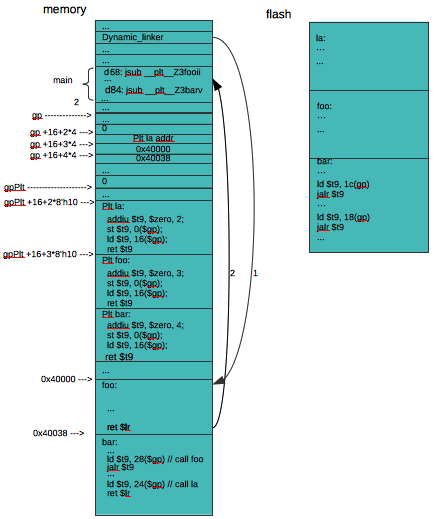 memory
flash
...
Dynamic_linker
...
...
d68: jsub __plt__Z3fooii
...
d84: jsub __plt__Z3barv
...
main
2
...
gp ---------------->
...
gp +16+2*4 --->
0
gp +16+3*4 --->
Plt la addr
gp +16+4*4 --->
0x40000
0x40038
...
gpPlt ----------------->
0
gpPlt+16+2*8'h10 --->
...
Plt la:
addiu $t9, $zero, 2;
st $t9, 0($gp);
ld $t9, 16($gp);
ret $t9
gpPlt+16+3*8'h10 --->
Plt foo:
addiu $t9, $zero, 3;
st $t9, 0($gp);
ld $t9, 16($gp);
ret $t9
Plt bar:
addiu $t9, $zero, 4;
st $t9, 0($gp);
ld $t9, 16($gp);
ret $t9
...
0x40000 --->
foo:
...
ret $lr
0x40038 --->
bar:
...
ld $t9, 28($gp) // call foo
jalr $t9
...
ld $t9, 24($gp) // call la
ret $lr
2
1
la:
...
...
foo:
...
...
bar:
ld $t9, 1c(gp)
jalr $t9
...
ld $t9, 18(gp)
jalr $t9
...